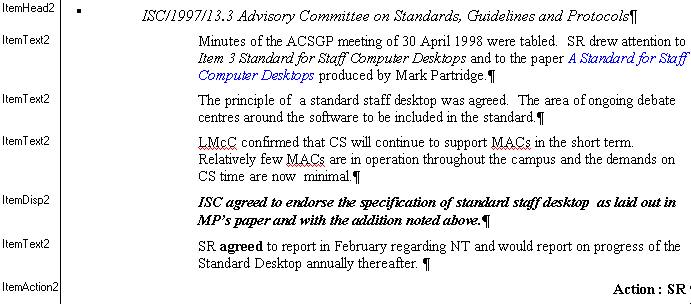 ItemHead2 ▪ ISC/1997/13.3 Advisory Committee on Standards, Guidelines and Protocols¶
ItemText2 Minutes of the ACSGP meeting of 30 April 1998 were tabled.  SR drew attention to
Item 3 Standard for Staff Computer Desktops and to the paper A Standard for Staff
Computer Desktops produced by Mark Partridge.¶
ItemText2 The principle of  a standard staff desktop was agreed.  The area of ongoing debate
centres around the software to be included in the standard.¶
ItemText2 LMcC confirmed that CS will continue to support MACs in the short term.
Relatively few MACs are in operation throughout the campus and the demands on
CS time are now  minimal.¶
ItemDisp2 ISC agreed to endorse the specification of standard staff desktop  as laid out in
MP's paper and with the addition noted above.¶
ItemText2 SR agreed to report in February regarding NT and would report on progress of the
Standard Desktop annually thereafter. ¶
ItemAction2 Action : SR